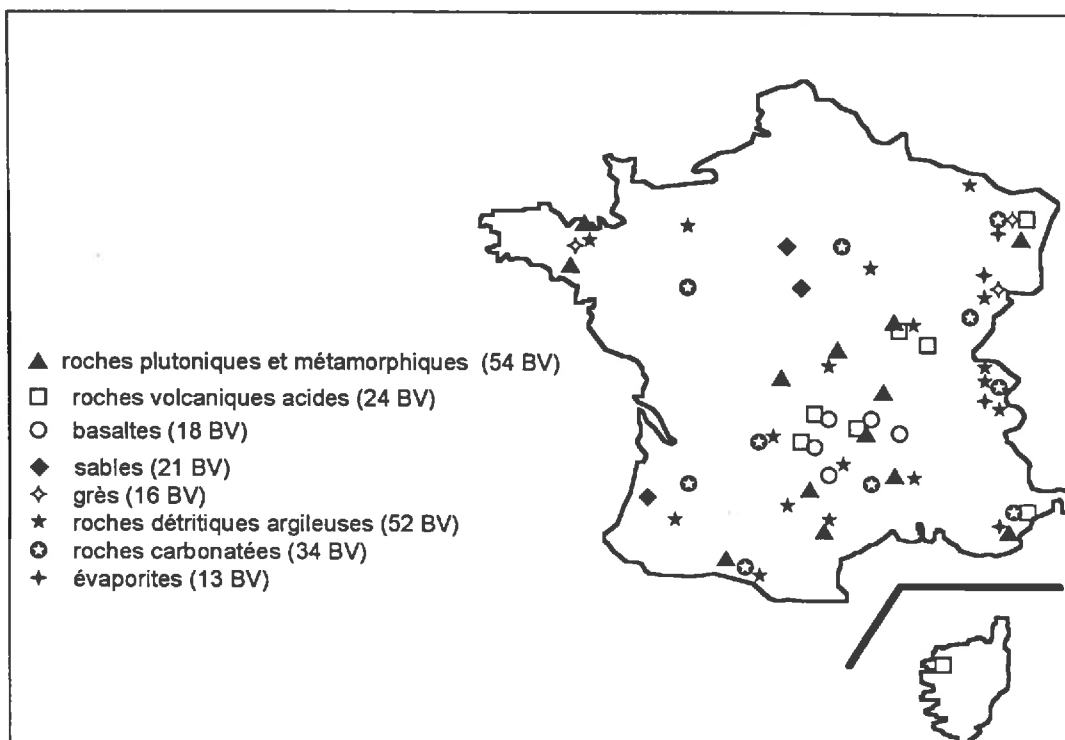 roches plutoniques et métamorphiques (54 BV)
roches volcaniques acides (24 BV)
basaltes (18 BV)
sables (21 BV)
grès (16 BV)
roches détritiques argileuses (52 BV)
roches carbonatées (34 BV)
évaporites (13 BV)